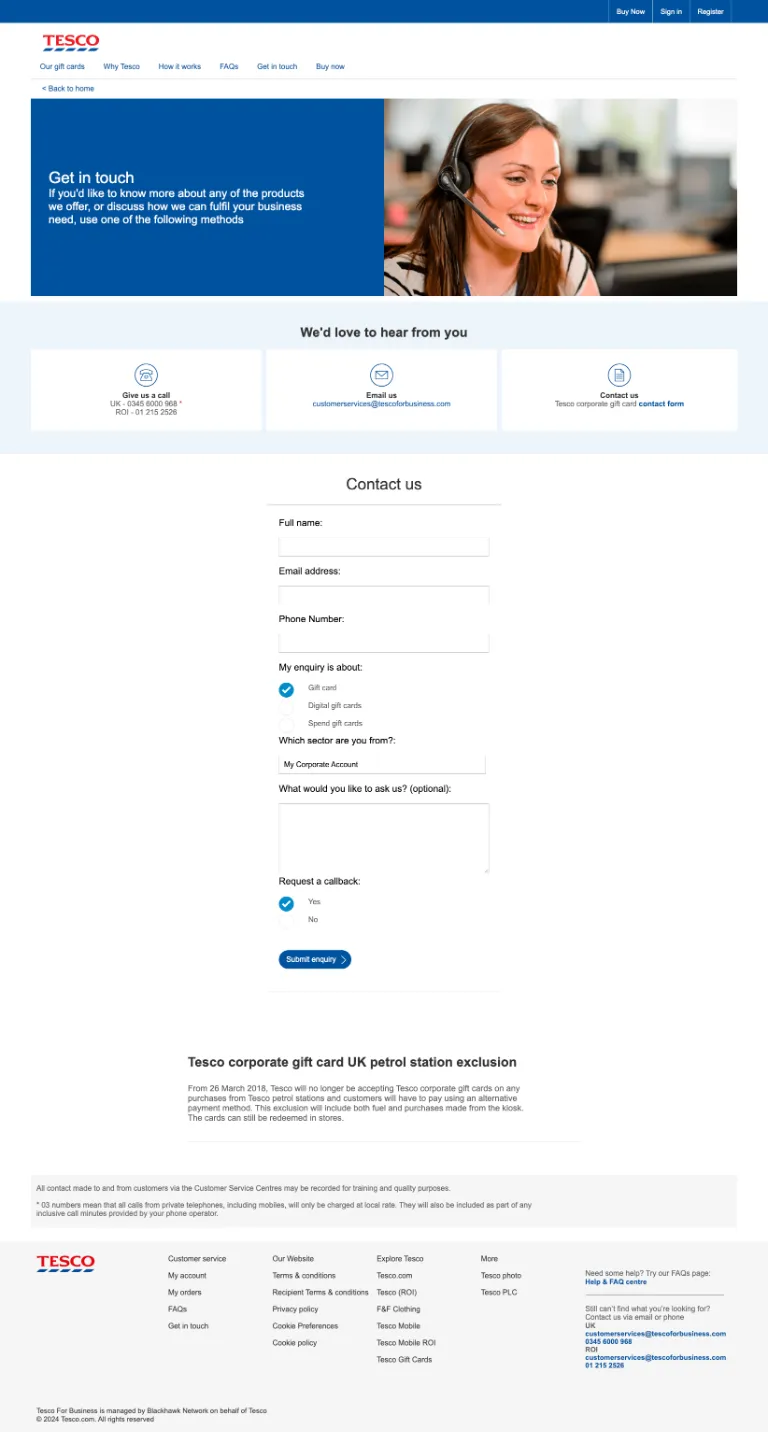 Buy Now
Sign in
Register
TESCO
Our gift cards
Why Tesco
How it works
FAQs
Get in touch
Buy now
< Back to home
Get in touch
If you'd like to know more about any of the products
we offer, or discuss how we can fulfil your business
need, use one of the following methods
We'd love to hear from you
Give us a call
UK - 0345 6000 968 *
ROI - 01 215 2526
Email us
customerservices@tescoforbusiness.com
Contact us
Tesco corporate gift card contact form
Contact us
Full name:
Email address:
Phone Number:
My enquiry is about:
Gift card
Digital gift cards
Spend gift cards
Which sector are you from?:
My Corporate Account
What would you like to ask us? (optional):
Request a callback:
Yes
No
Submit enquiry
Tesco corporate gift card UK petrol station exclusion
From 26 March 2018, Tesco will no longer be accepting Tesco corporate gift cards on any
purchases from Tesco petrol stations and customers will have to pay using an alternative
payment method. This exclusion will include both fuel and purchases made from the kiosk.
The cards can still be redeemed in stores.
All contact made to and from customers via the Customer Service Centres may be recorded for training and quality purposes.
* 03 numbers mean that all calls from private telephones, including mobiles, will only be charged at local rate. They will also be included as part of any
inclusive call minutes provided by your phone operator.
TESCO
Customer service
My account
My orders
FAQs
Get in touch
Our Website
Terms & conditions
Recipient Terms & conditions
Privacy policy
Cookie Preferences
Cookie policy
Explore Tesco
Tesco.com
Tesco (ROI)
F&F Clothing
Tesco Mobile
Tesco Mobile ROI
Tesco Gift Cards
More
Tesco photo
Tesco PLC
Need some help? Try our FAQs page:
Help & FAQ centre
Still can't find what you're looking for?
Contact us via email or phone
UK
customerservices@tescoforbusiness.com
0345 6000 968
ROI
customerservices@tescoforbusiness.com
01 215 2526
Tesco For Business is managed by Blackhawk Network on behalf of Tesco
© 2024 Tesco.com. All rights reserved